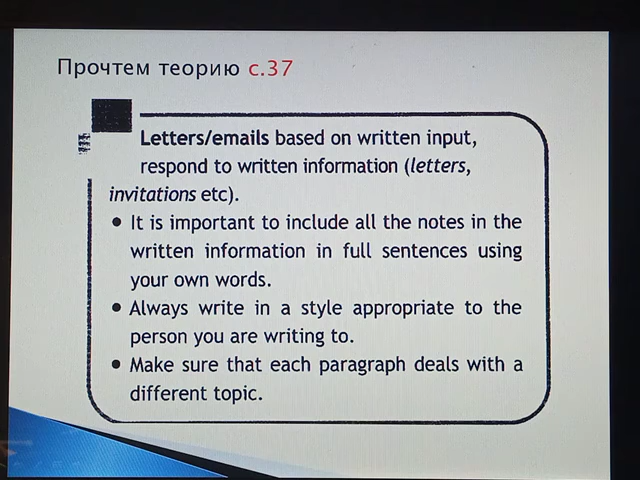 Прочтем теорию с.37
Letters/emails based on written input,
respond to written information (letters,
invitations etc).
• It is important to include all the notes in the
written information in full sentences using
your own words.
• Always write in a style appropriate to the
person you are writing to.
• Make sure that each paragraph deals with a
different topic.